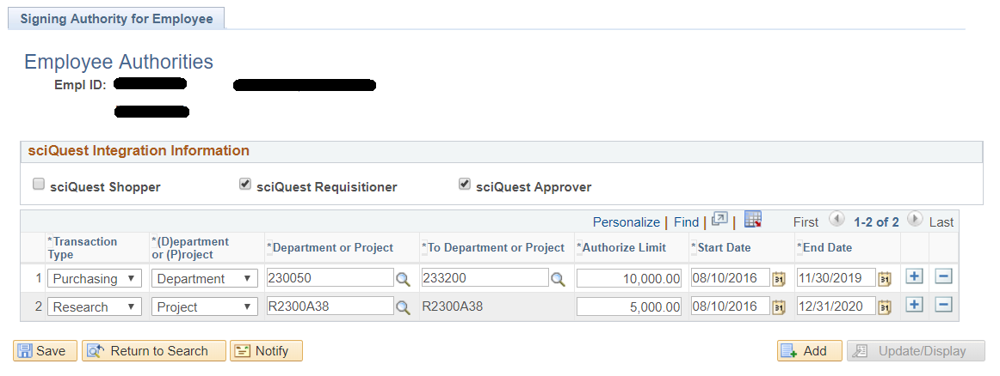 Signing Authority for Employee
Employee Authorities
Empl ID:
sciQuest Integration Information
sciQuest Shopper sciQuest Requisitioner sciQuest Approver
Personalize | Find | | First 1-2 of 2 Last
*Transaction Type *(D)epartment or (P)roject *Department or Project *To Department or Project *Authorize Limit *Start Date *End Date
1 Purchasing Department 230050 233200 10,000.00 08/10/2016 11/30/2019
2 Research Project R2300A38 R2300A38 5,000.00 08/10/2016 12/31/2020
Save Return to Search Notify Add Update/Display